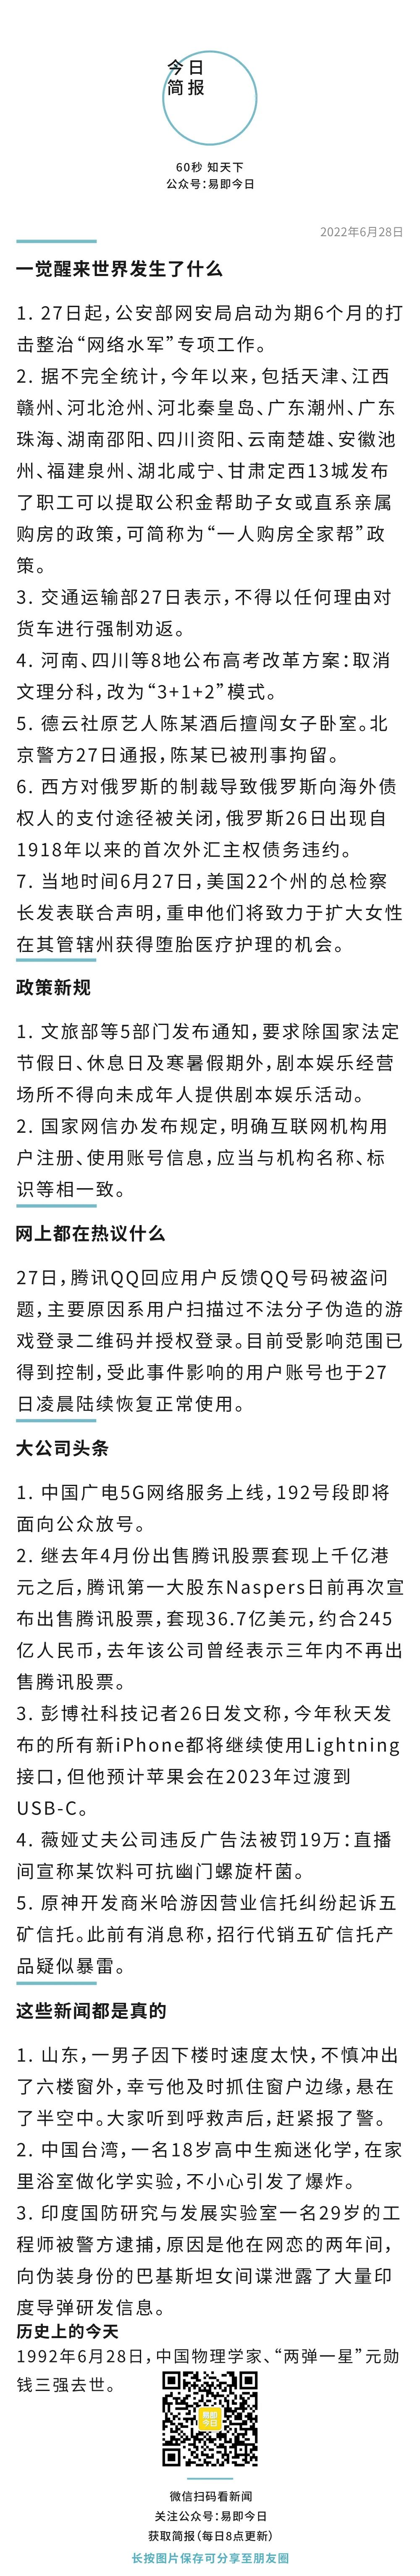 今日
简报
60秒 知天下
公众号：易即今日
2022年6月28日
一觉醒来世界发生了什么
1. 27日起，公安部网安局启动为期6个月的打
击整治“网络水军”专项工作。
2. 据不完全统计，今年以来，包括天津、江西
赣州、河北沧州、河北秦皇岛、广东潮州、广东
珠海、湖南邵阳、四川资阳、云南楚雄、安徽池
州、福建泉州、湖北咸宁、甘肃定西13城发布
了职工可以提取公积金帮助子女或直系亲属
购房的政策，可简称为“一人购房全家帮”政
策。
3. 交通运输部27日表示，不得以任何理由对
货车进行强制劝返。
4. 河南、四川等8地公布高考改革方案：取消
文理分科，改为“3+1+2”模式。
5. 德云社原艺人陈某酒后擅闯女子卧室。北
京警方27日通报，陈某已被刑事拘留。
6. 西方对俄罗斯的制裁导致俄罗斯向海外债
权人的支付途径被关闭，俄罗斯26日出现自
1918年以来的首次外汇主权债务违约。
7. 当地时间6月27日，美国22个州的总检察
长发表联合声明，重申他们将致力于扩大女性
在其管辖州获得堕胎医疗护理的机会。
政策新规
1. 文旅部等5部门发布通知，要求除国家法定
节假日、休息日及寒暑假期外，剧本娱乐经营
场所不得向未成年人提供剧本娱乐活动。
2. 国家网信办发布规定，明确互联网机构用
户注册、使用账号信息，应当与机构名称、标
识等相一致。
网上都在热议什么
27日，腾讯QQ回应用户反馈QQ号码被盗问
题，主要原因系用户扫描过不法分子伪造的游
戏登录二维码并授权登录。目前受影响范围已
得到控制，受此事件影响的用户账号也于27
日凌晨陆续恢复正常使用。
大公司头条
1. 中国广电5G网络服务上线，192号段即将
面向公众放号。
2. 继去年4月份出售腾讯股票套现上千亿港
元之后，腾讯第一大股东Naspers日前再次宣
布出售腾讯股票，套现36.7亿美元，约合245
亿人民币，去年该公司曾经表示三年内不再出
售腾讯股票。
3. 彭博社科技记者26日发文称，今年秋天发
布的所有新iPhone都将继续使用Lightning
接口，但他预计苹果会在2023年过渡到
USB-C。
4. 薇娅丈夫公司违反广告法被罚19万：直播
间宣称某饮料可抗幽门螺旋杆菌。
5. 原神开发商米哈游因营业信托纠纷起诉五
矿信托。此前有消息称，招行代销五矿信托产
品疑似暴雷。
这些新闻都是真的
1. 山东，一男子因下楼时速度太快，不慎冲出
了六楼窗外，幸亏他及时抓住窗户边缘，悬在
了半空中。大家听到呼救声后，赶紧报了警。
2. 中国台湾，一名18岁高中生痴迷化学，在家
里浴室做化学实验，不小心引发了爆炸。
3. 印度国防研究与发展实验室一名29岁的工
程师被警方逮捕，原因是他在网恋的两年间，
向伪装身份的巴基斯坦女间谍泄露了大量印
度导弹研发信息。
历史上的今天
1992年6月28日，中国物理学家、“两弹一星”元勋
钱三强去世。
易即
今日
微信扫码看新闻
关注公众号：易即今日
获取简报（每日8点更新）
长按图片保存可分享至朋友圈